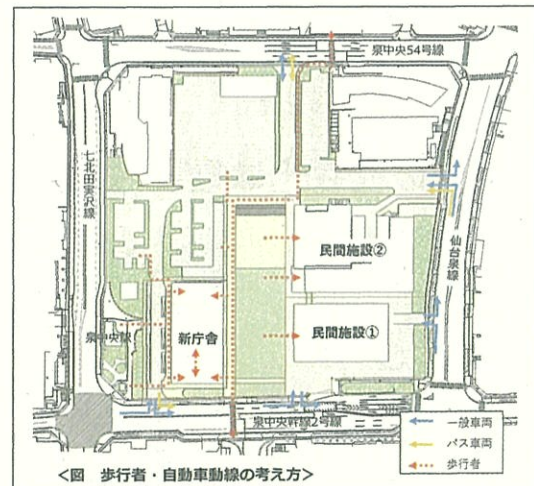 泉中央54号線
七北田実沢線
仙台泉線
民間施設②
泉中央駅
新庁舎
民間施設①
泉中央幹線2号線
一般車両
バス車両
歩行者
<図 歩行者・自動車動線の考え方>